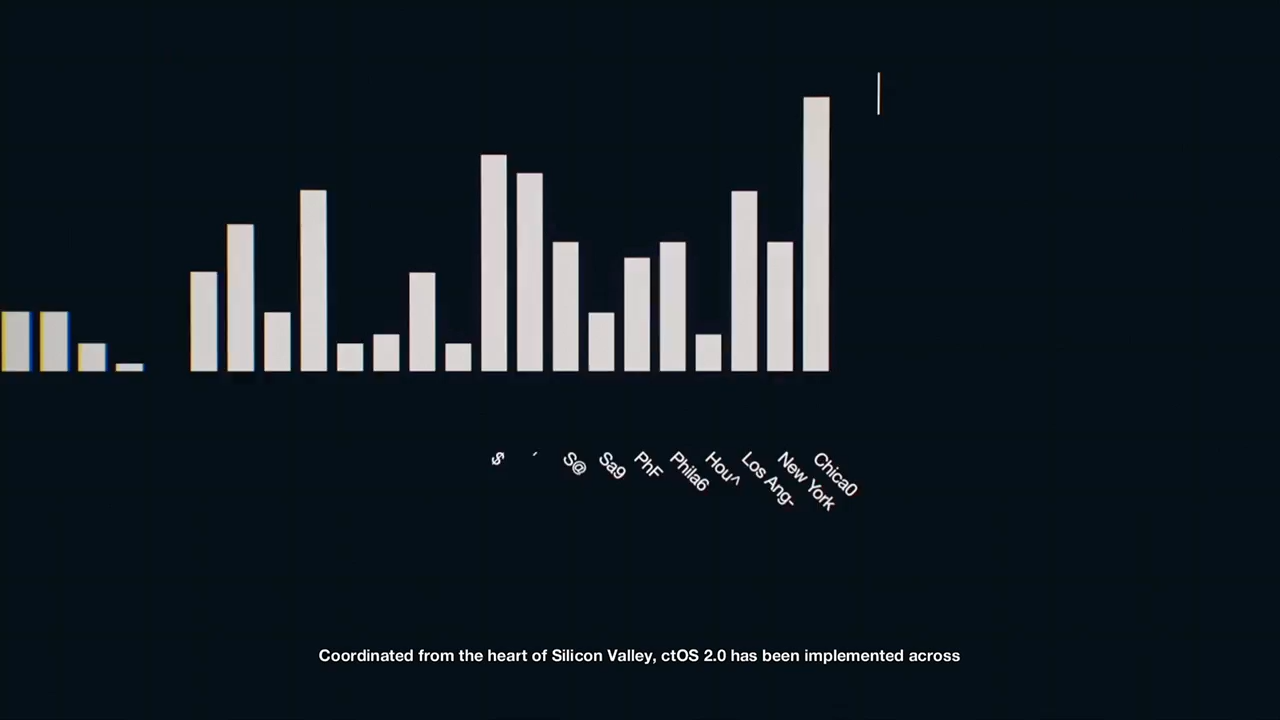 $
´
S@
Sa9
PhF
Phila6
Hou^
Los Ang-
New York
Chica0
Coordinated from the heart of Silicon Valley, ctOS 2.0 has been implemented across